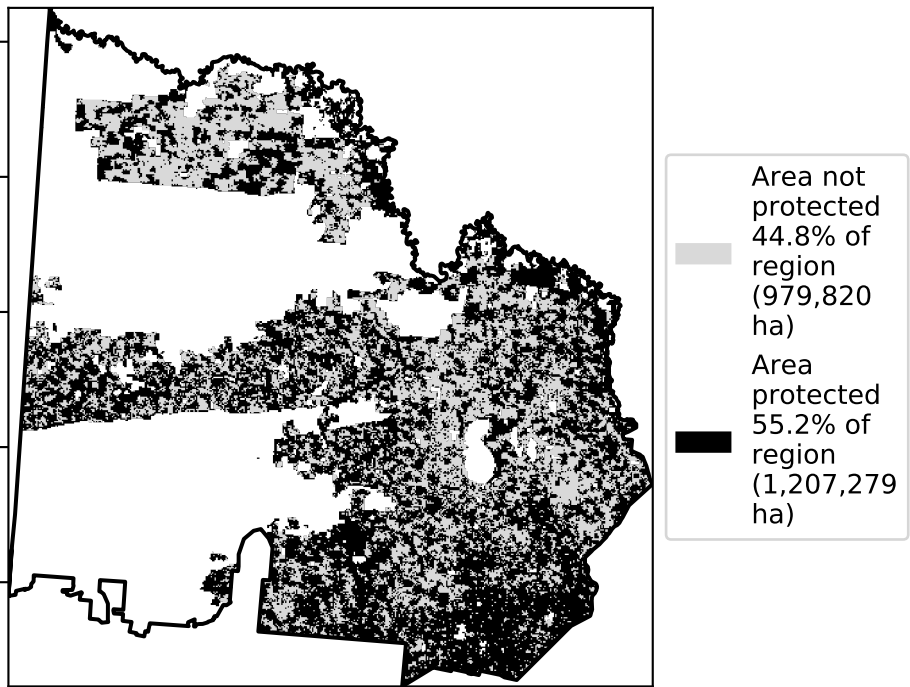 Area not
protected
44.8% of
region
(979,820
ha)
Area
protected
55.2% of
region
(1,207,279
ha)